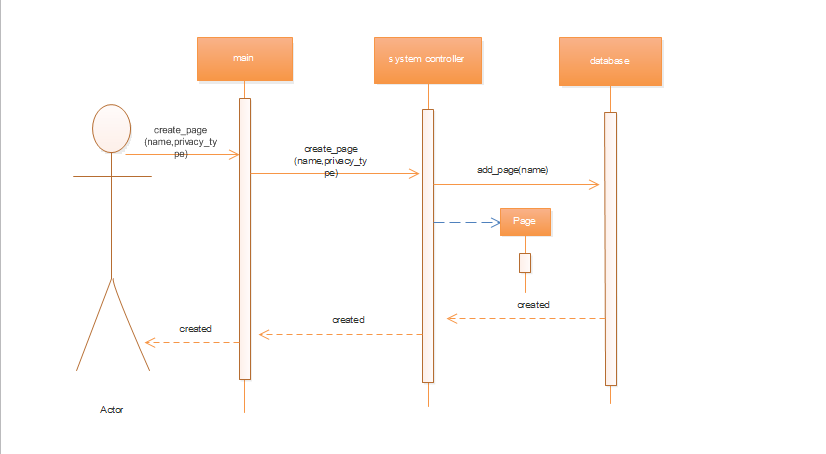 main
system controller
database
create_page
(name,privacy_ty
pe)
create_page
(name,privacy_ty
pe)
add_page(name)
Page
created
created
created
Actor